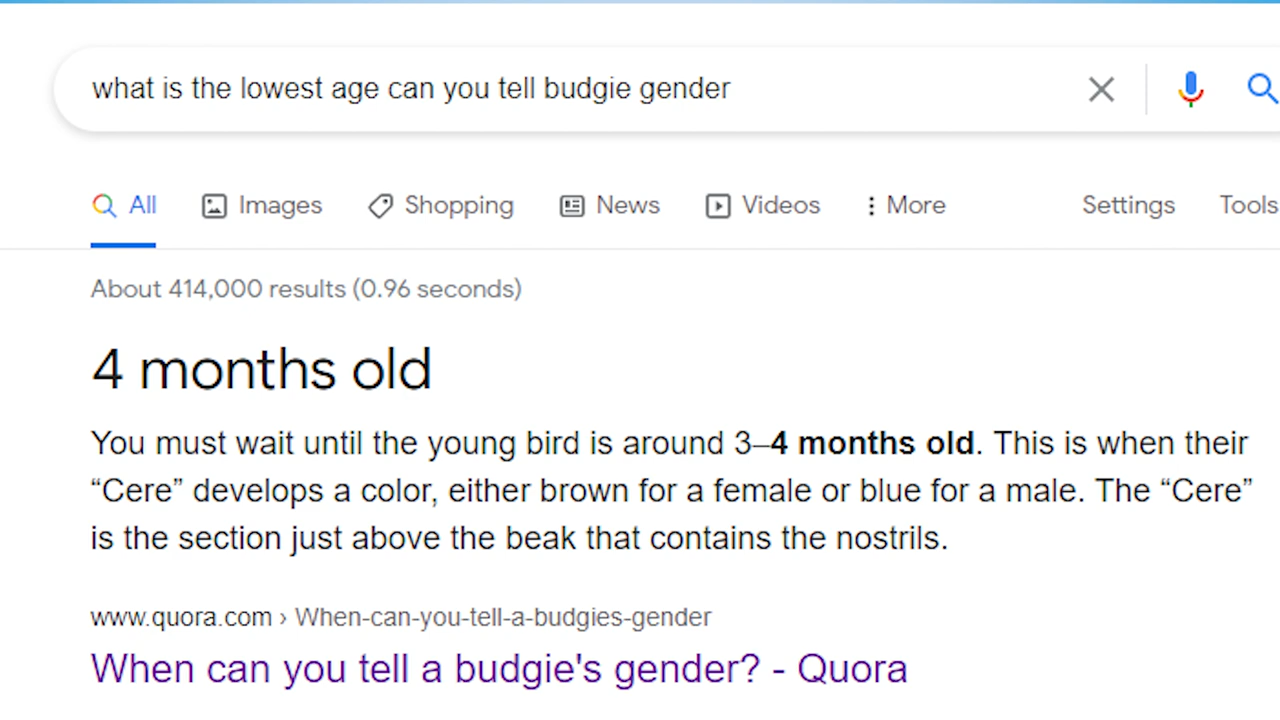 what is the lowest age can you tell budgie gender
All Images Shopping News Videos More Settings Tools
About 414,000 results (0.96 seconds)
4 months old
You must wait until the young bird is around 3–4 months old. This is when their
“Cere” develops a color, either brown for a female or blue for a male. The “Cere”
is the section just above the beak that contains the nostrils.
www.quora.com › When-can-you-tell-a-budgies-gender
When can you tell a budgie's gender? - Quora